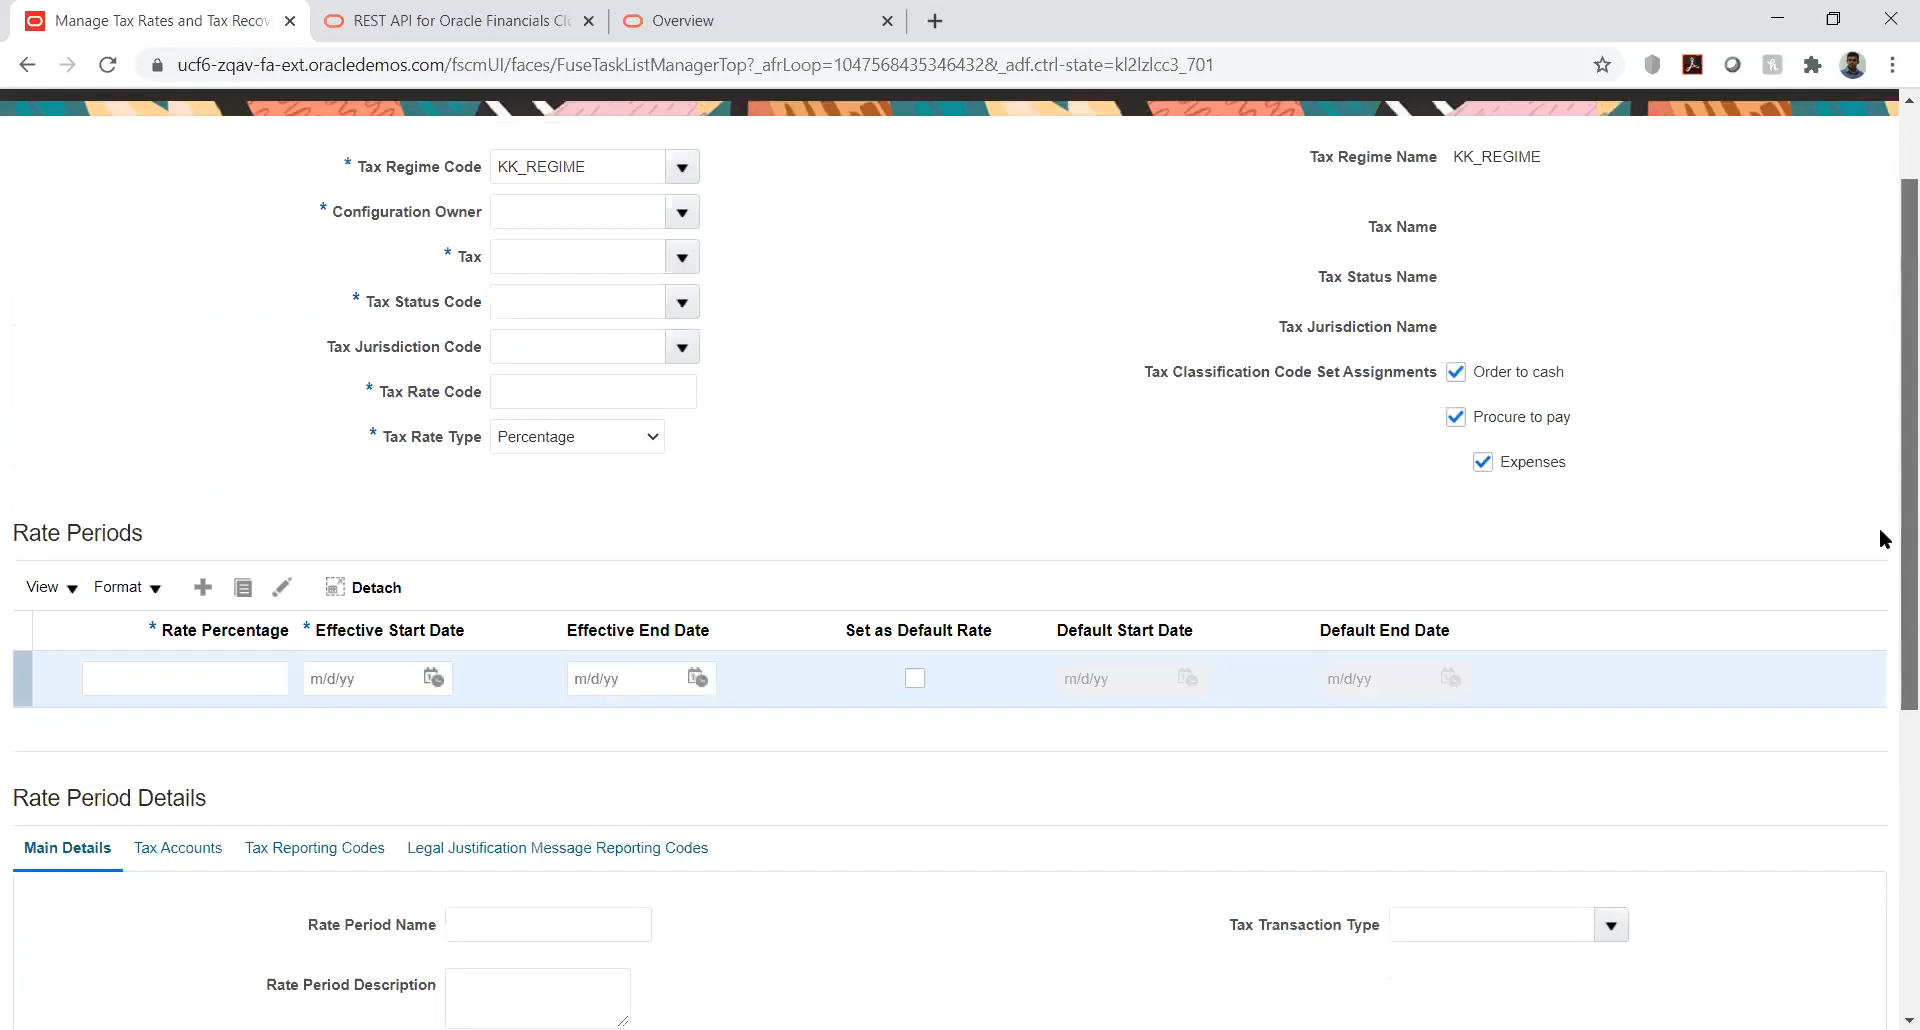 Manage Tax Rates and Tax Recov
REST API for Oracle Financials Clo
Overview
ucf6-zqav-fa-ext.oracledemos.com/fscmUI/faces/FuseTaskListManagerTop?_afrLoop=10475684353464432&_adf.ctrl-state=kl2lzlcc3_701
* Tax Regime Code KK_REGIME
Tax Regime Name KK_REGIME
* Configuration Owner
* Tax
Tax Name
* Tax Status Code
Tax Status Name
Tax Jurisdiction Code
Tax Jurisdiction Name
* Tax Rate Code
Tax Classification Code Set Assignments Order to cash
Procure to pay
* Tax Rate Type Percentage
Expenses
Rate Periods
View Format Detach
* Rate Percentage * Effective Start Date Effective End Date Set as Default Rate Default Start Date Default End Date
m/d/yy m/d/yy m/d/yy m/d/yy
Rate Period Details
Main Details Tax Accounts Tax Reporting Codes Legal Justification Message Reporting Codes
Rate Period Name
Tax Transaction Type
Rate Period Description